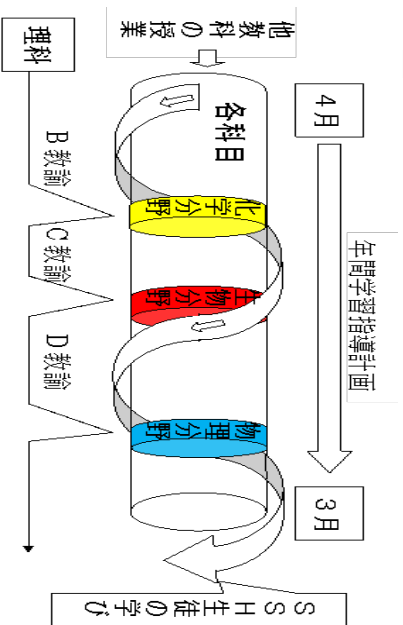 4月
年間学習指導計画
3月
他教科の授業
各科目
化学分野
生物分野
物理分野
SSH生徒の学び
理科
B教諭
C教諭
D教諭